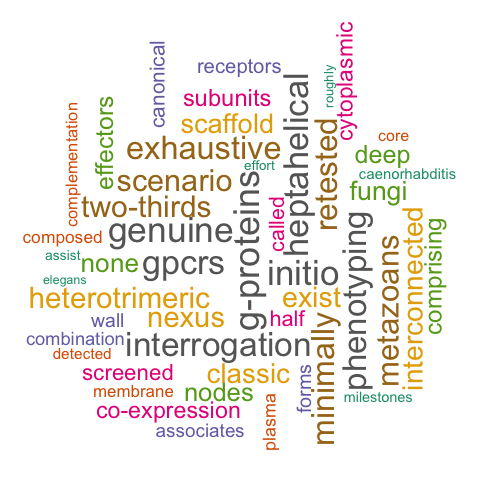 roughly
canonical
cytoplasmic
receptors
subunits
heptahelical
effectors
complementation
scaffold
retested
core
exhaustive
deep
effort
caenorhabditis
scenario
fungi
g-proteins
two-thirds
called
genuine
phenotyping
interconnected
comprising
composed
metazoans
assist
none
gpcrs
initio
elegans
heterotrimeric
exist
wall
nexus
half
minimally
combination
interrogation
detected
screened
classic
forms
membrane
nodes
milestones
co-expression
plasma
associates